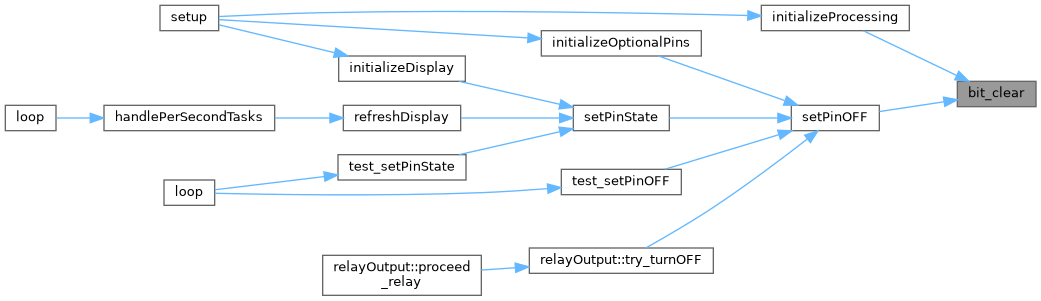 setup
initializeProcessing
initializeOptionalPins
initializeDisplay
bit_clear
loop
handlePerSecondTasks
refreshDisplay
setPinState
setPinOFF
test_setPinState
test_setPinOFF
loop
relayOutput::try_turnOFF
relayOutput::proceed
_relay